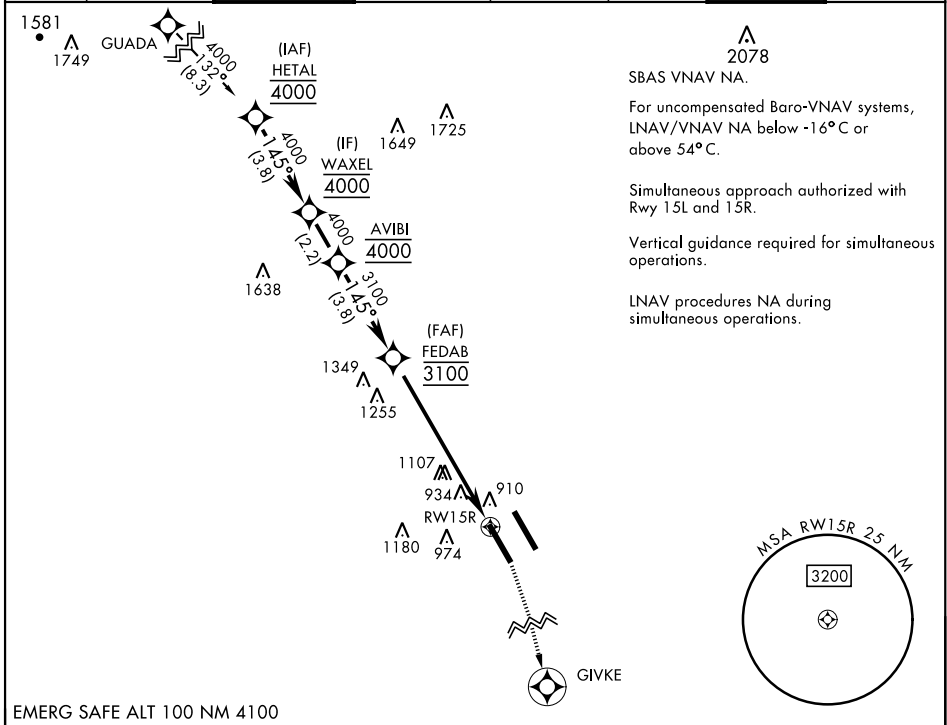 1581
1749
GUADA
4000
132°
(8.3)
(IAF)
HETAL
4000
2078
SBAS VNAV NA.
For uncompensated Baro-VNAV systems,
LNAV/VNAV NA below -16°C or
above 54°C.
Simultaneous approach authorized with
Rwy 15L and 15R.
Vertical guidance required for simultaneous
operations.
LNAV procedures NA during
simultaneous operations.
4000
145°
(3.8)
1649
1725
(IF)
WAXEL
4000
4000
(2.2)
AVIBI
4000
1638
3100
145°
(3.8)
(FAF)
FEDAB
3100
1349
1255
1107
934
910
RW15R
1180
974
MSA RW15R 25 NM
3200
GIVKE
EMERG SAFE ALT 100 NM 4100